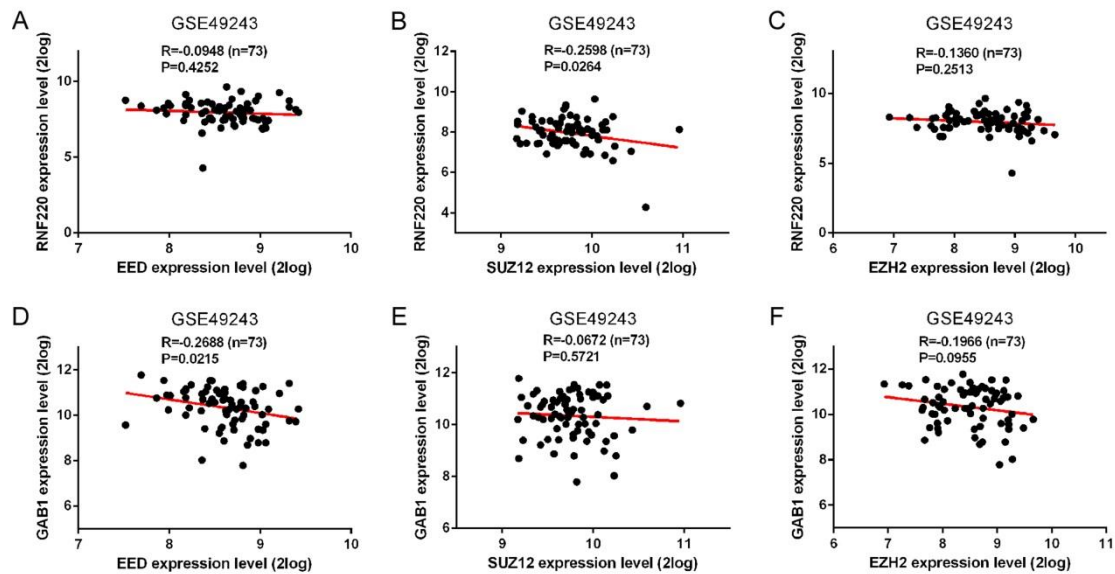 A
GSE49243
R=-0.0948 (n=73)
P=0.4252
RNF220 expression level (2log)
10
5
0
7 8 9 10
EED expression level (2log)
B
GSE49243
R=-0.2598 (n=73)
P=0.0264
RNF220 expression level (2log)
12
10
8
6
4
9 10 11
SUZ12 expression level (2log)
C
GSE49243
R=-0.1360 (n=73)
P=0.2513
RNF220 expression level (2log)
10
5
0
6 7 8 9 10
EZH2 expression level (2log)
D
GSE49243
R=-0.2688 (n=73)
P=0.0215
GAB1 expression level (2log)
12
10
8
6
7 8 9 10
EED expression level (2log)
E
GSE49243
R=-0.0672 (n=73)
P=0.5721
GAB1 expression level (2log)
12
10
8
6
9 10 11
SUZ12 expression level (2log)
F
GSE49243
R=-0.1966 (n=73)
P=0.0955
GAB1 expression level (2log)
12
10
8
6
6 7 8 9 10 11
EZH2 expression level (2log)